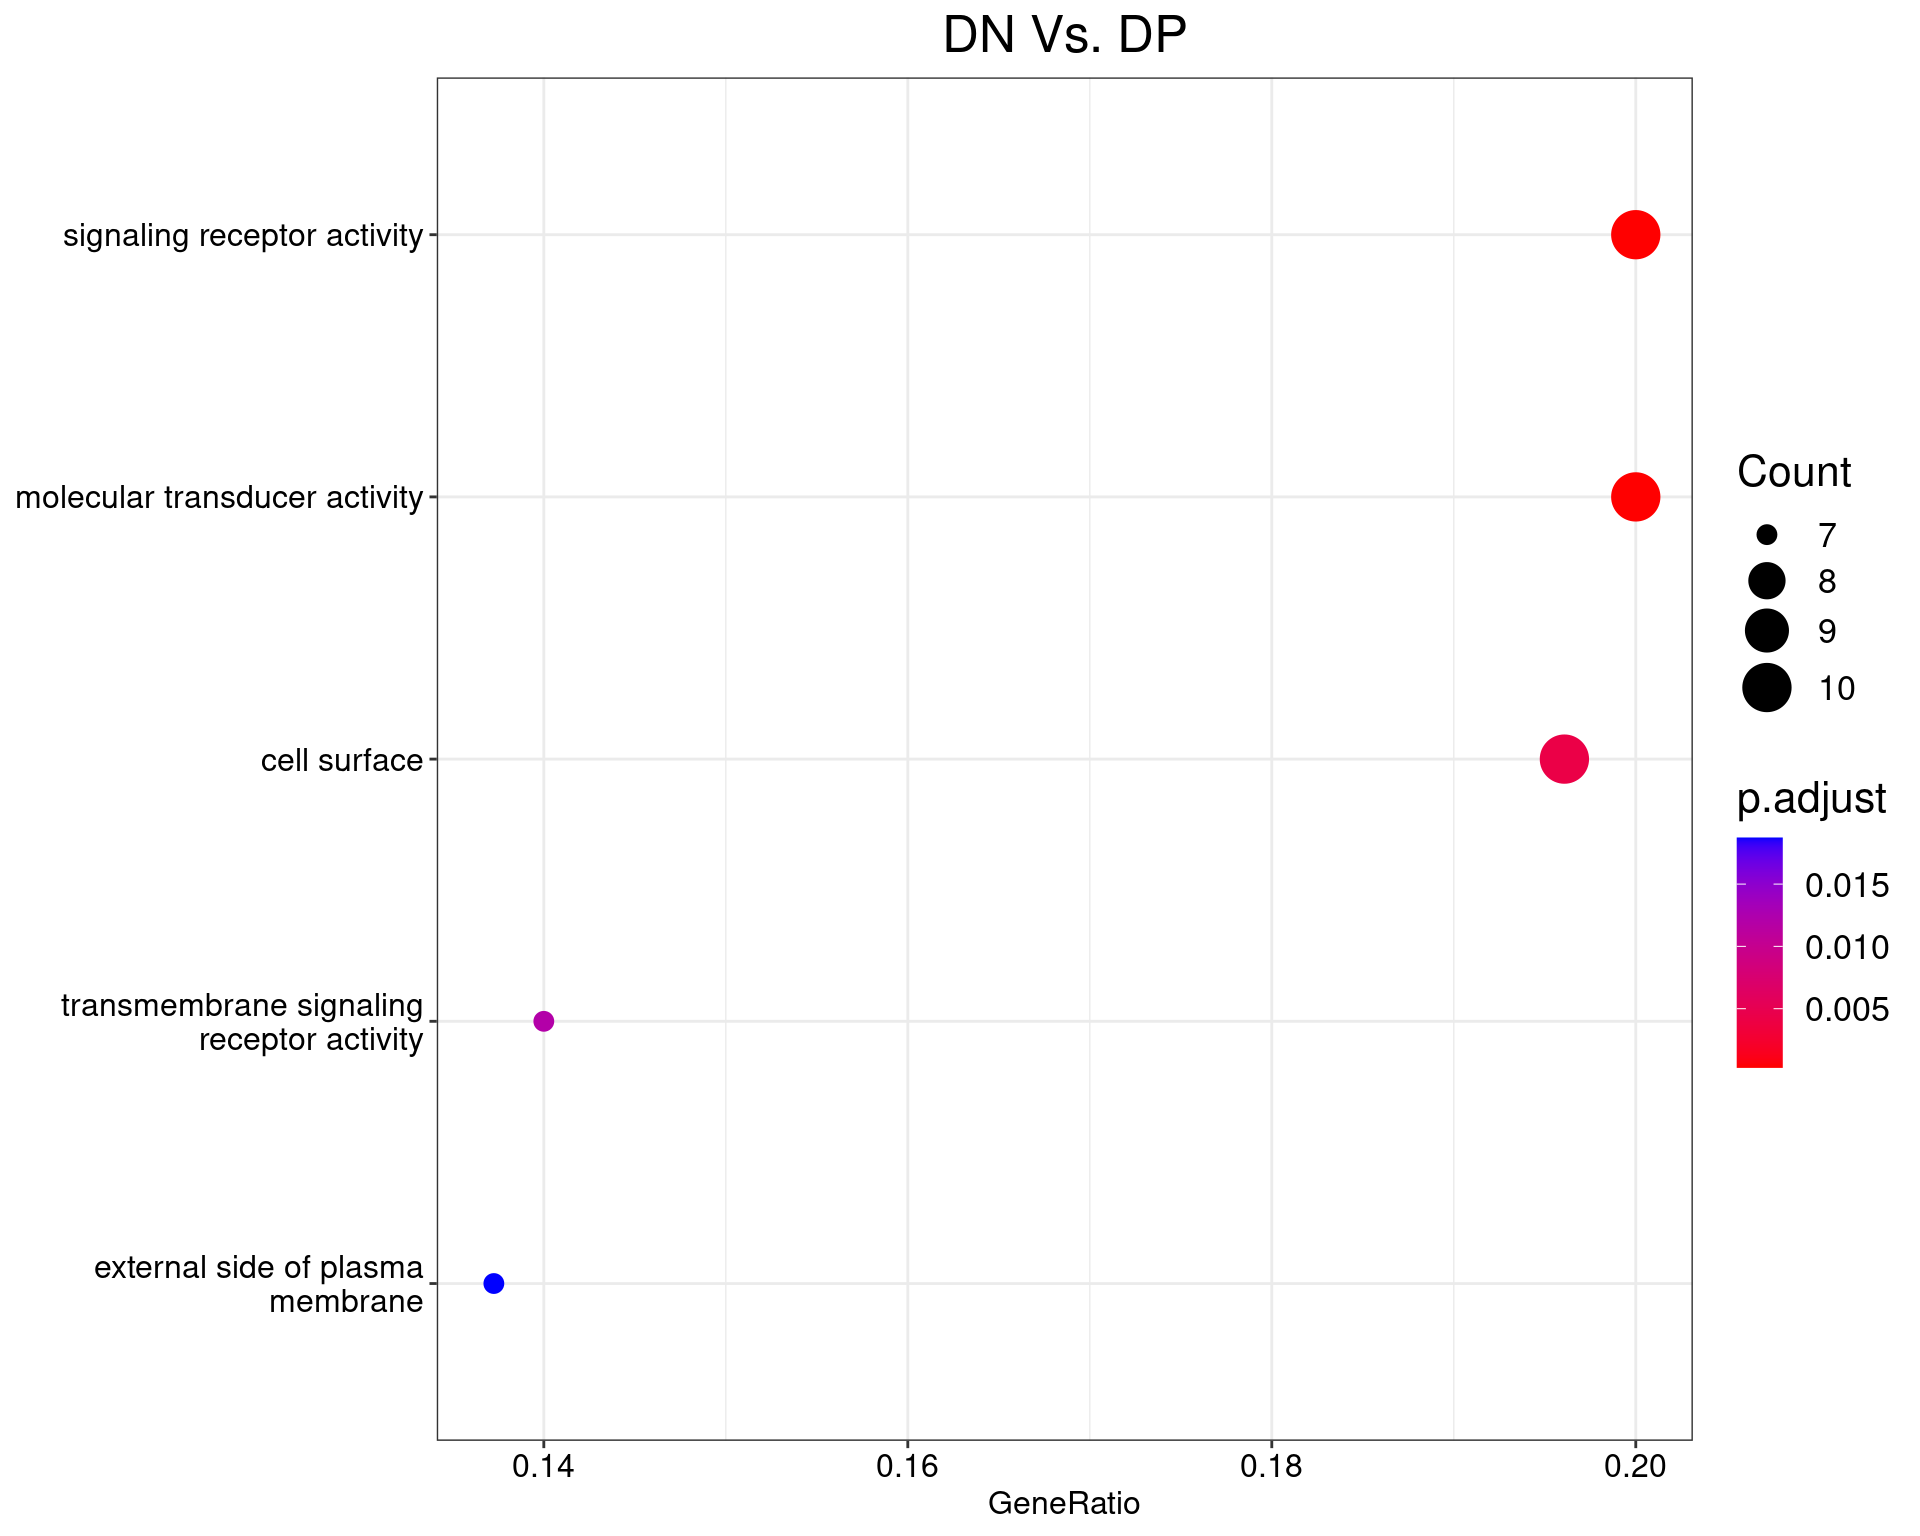 DN Vs. DP
signaling receptor activity
molecular transducer activity
cell surface
transmembrane signaling
receptor activity
external side of plasma
membrane
0.14
0.16
0.18
0.20
GeneRatio
Count
7
8
9
10
p.adjust
0.015
0.010
0.005